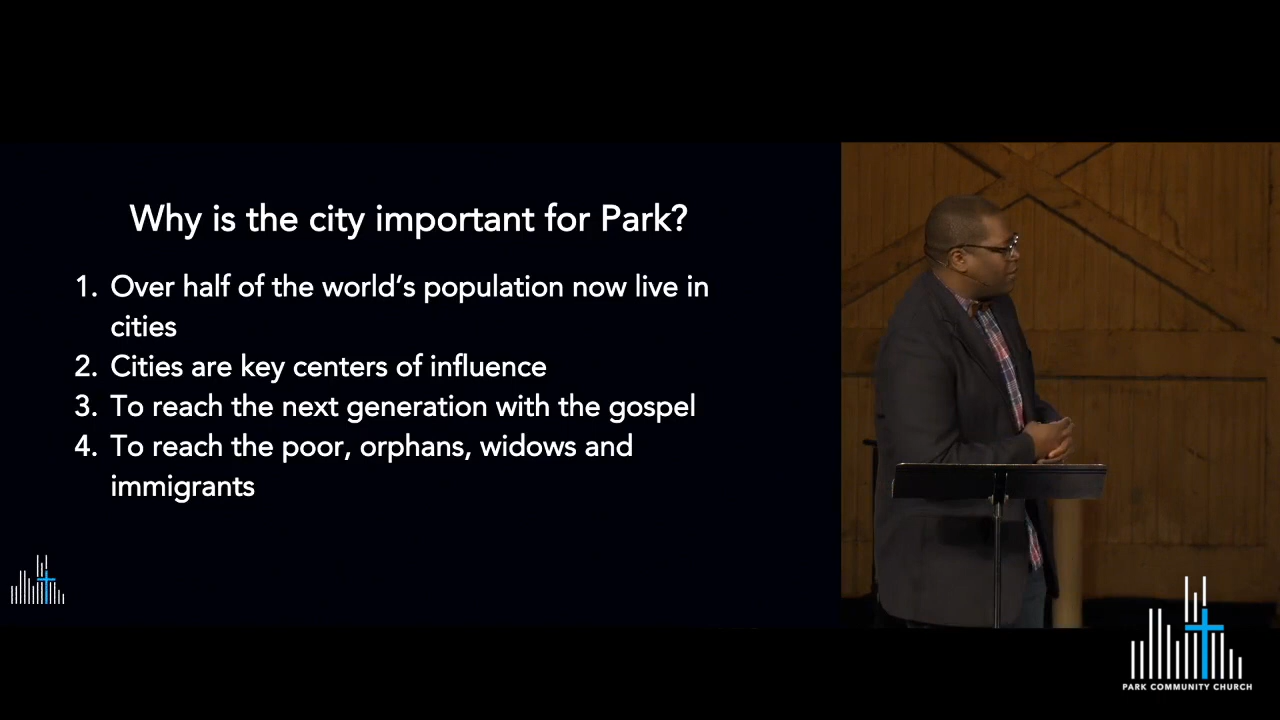 Why is the city important for Park?
1. Over half of the world's population now live in
cities
2. Cities are key centers of influence
3. To reach the next generation with the gospel
4. To reach the poor, orphans, widows and
immigrants
PARK COMMUNITY CHURCH